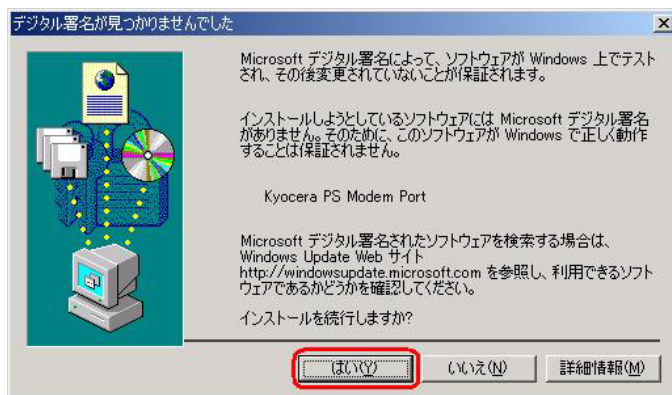 デジタル署名が見つかりませんでした
Microsoft デジタル署名によって、ソフトウェアが Windows 上でテスト
され、その後変更されていないことが保証されます。
インストールしようとしているソフトウェアには Microsoft デジタル署名
がありません。そのために、このソフトウェアが Windows で正しく動作
することは保証されません。
Kyocera PS Modem Port
Microsoft デジタル署名されたソフトウェアを検索する場合は、
Windows Update Web サイト
http://windowsupdate.microsoft.com を参照し、利用できるソフト
ウェアであるかどうかを確認してください。
インストールを続行しますか?
はい(Y)
いいえ(N)
詳細情報(M)